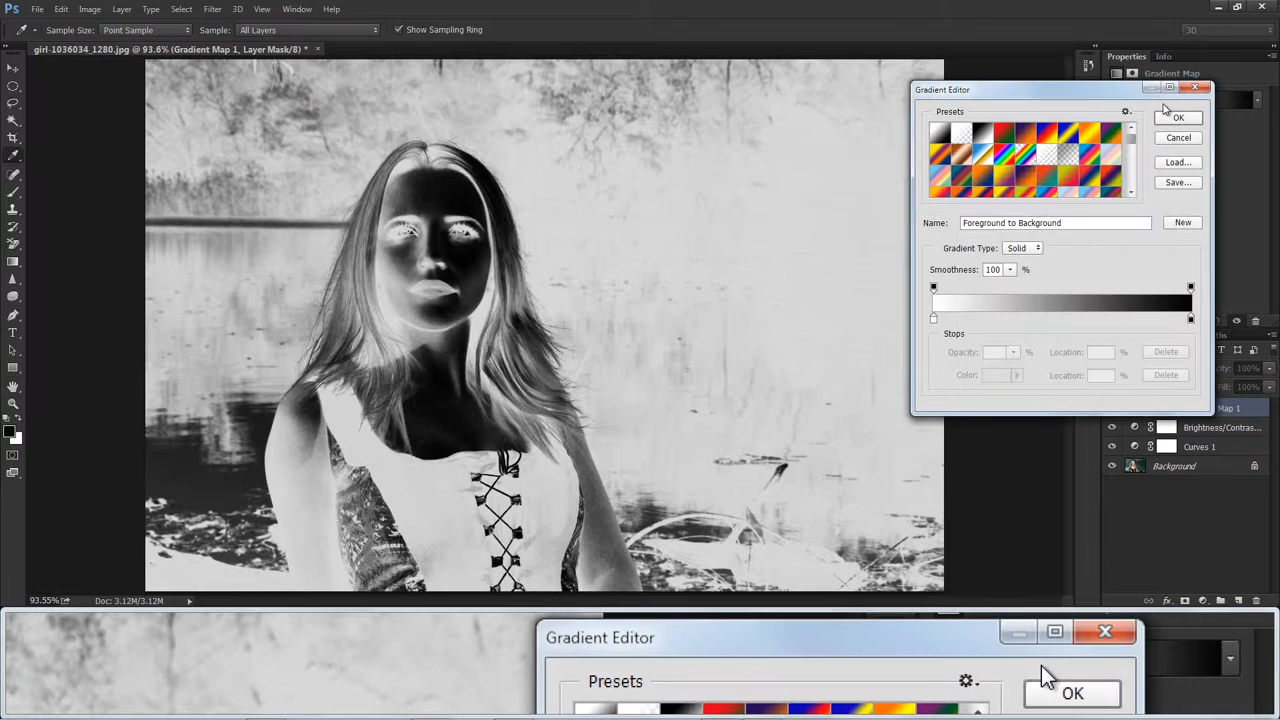 Ps File Edit Image Layer Type Select Filter 3D View Window Help
Sample Size: Point Sample Sample: All Layers Show Sampling Ring 3D
girl-1036034_1280.jpg @ 93.6% (Gradient Map 1, Layer Mask/8) * ×
Properties Info
Gradient Map
Gradient Editor
Presets
OK
Cancel
Load...
Save...
Name: Foreground to Background New
Gradient Type: Solid
Smoothness: 100 %
Stops
Opacity: % Location: % Delete
Color: Location: % Delete
100%
Fill: 100%
Map 1
Brightness/Contras...
Curves 1
Background
93.55% Doc: 3.12M/3.12M
Gradient Editor
Presets
OK